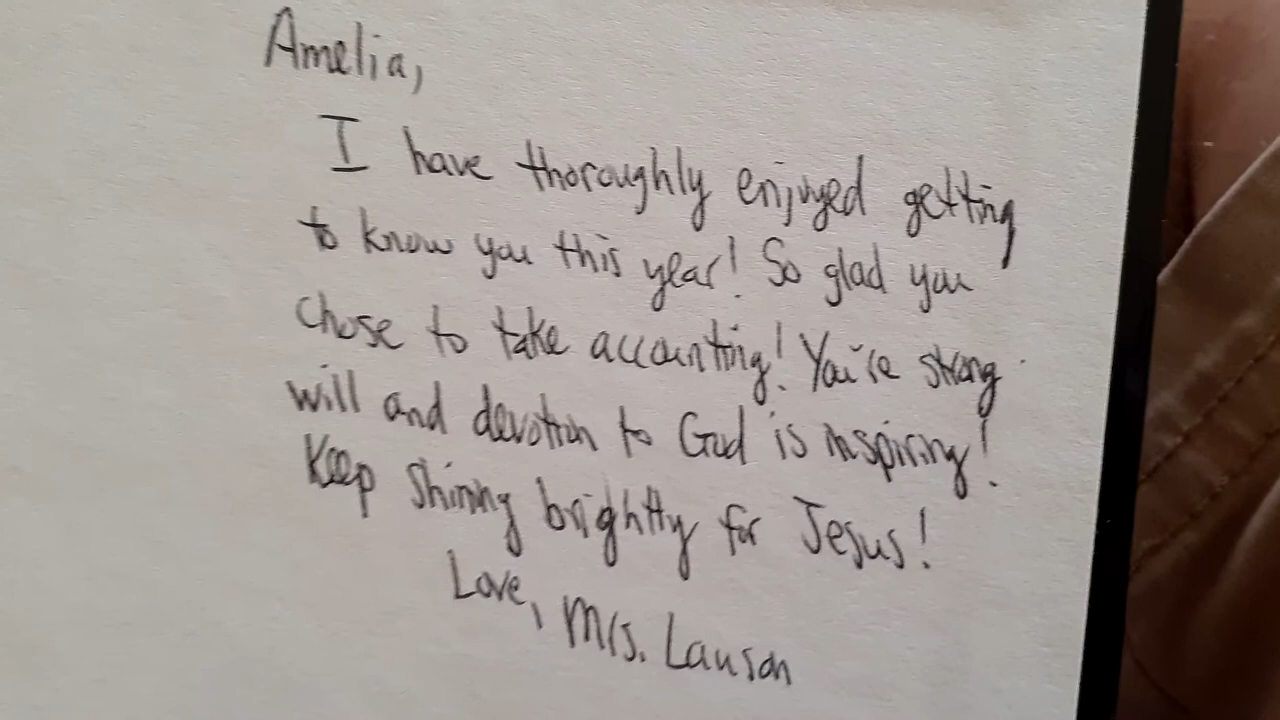 Amelia,
I have thoroughly enjoyed getting
to know you this year! So glad you
chose to take accounting! You're strong
will and devotion to God is inspiring!
Keep shining brightly for Jesus!
Love, Mrs. Lawson